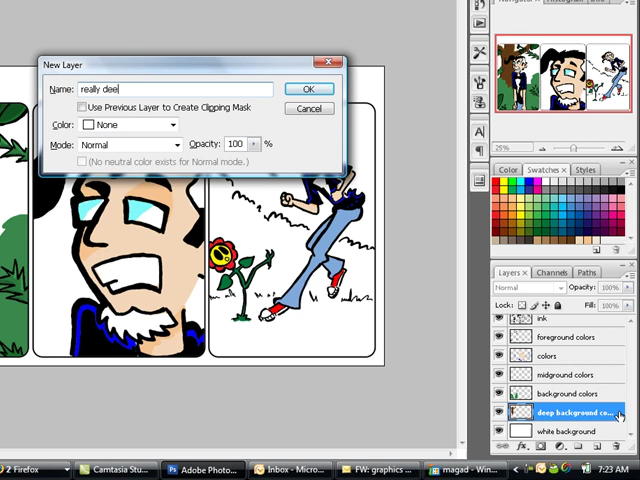 Navigator Histogram Info
New Layer
Name: really dee
OK
Use Previous Layer to Create Clipping Mask
Cancel
Color: None
Mode: Normal Opacity: 100 %
(No neutral color exists for Normal mode.)
25%
Color Swatches Styles
Layers Channels Paths
Normal Opacity: 100%
Lock: Fill: 100%
ink
foreground colors
colors
midground colors
background colors
deep background co...
white background
2 Firefox Camtasia Stu... Adobe Photo... Inbox - Micro... FW: graphics ... magad - Win... 7:23 AM